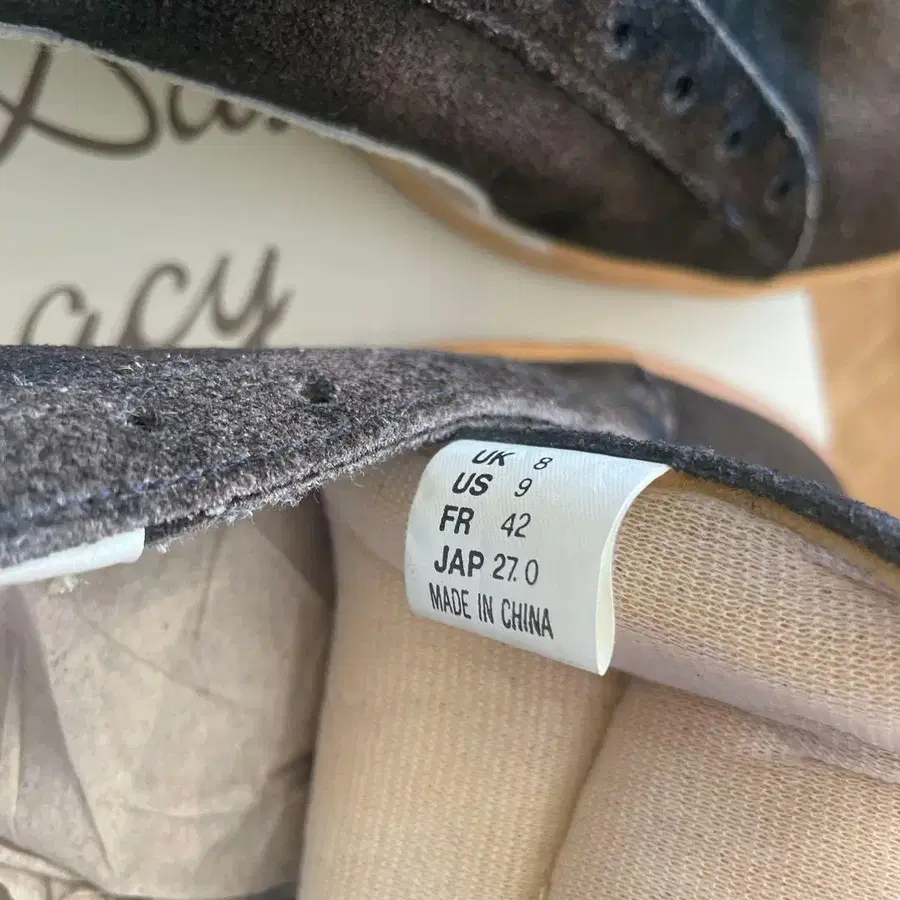 UK 8
US 9
FR 42
JAP 27.0
MADE IN CHINA